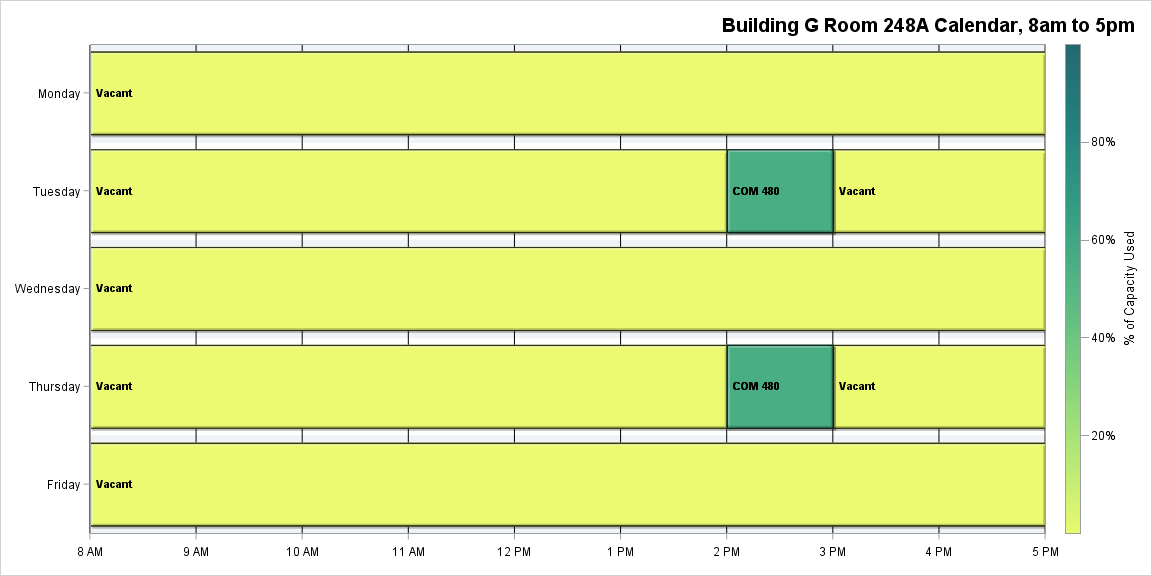 Building G Room 248A Calendar, 8am to 5pm
Monday
Vacant
Tuesday
Vacant
COM 480
Vacant
Wednesday
Vacant
Thursday
Vacant
COM 480
Vacant
Friday
Vacant
8 AM
9 AM
10 AM
11 AM
12 PM
1 PM
2 PM
3 PM
4 PM
5 PM
80%
60%
40%
20%
% of Capacity Used